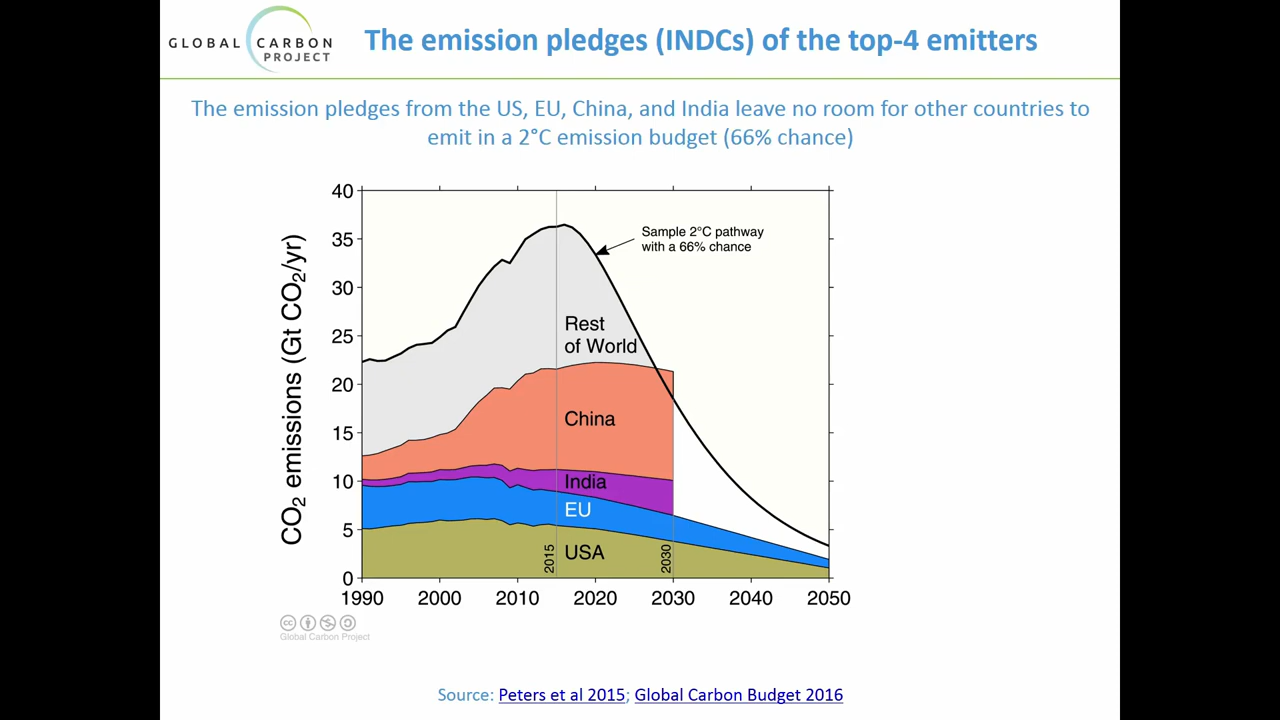 GLOBAL CARBON
PROJECT
The emission pledges (INDCs) of the top-4 emitters
The emission pledges from the US, EU, China, and India leave no room for other countries to
emit in a 2°C emission budget (66% chance)
CO2 emissions (Gt CO2/yr)
40
35
30
25
20
15
10
5
0
Sample 2°C pathway
with a 66% chance
Rest
of World
China
India
EU
USA
2015
2030
1990
2000
2010
2020
2030
2040
2050
cc
Global Carbon Project
Source: Peters et al 2015; Global Carbon Budget 2016